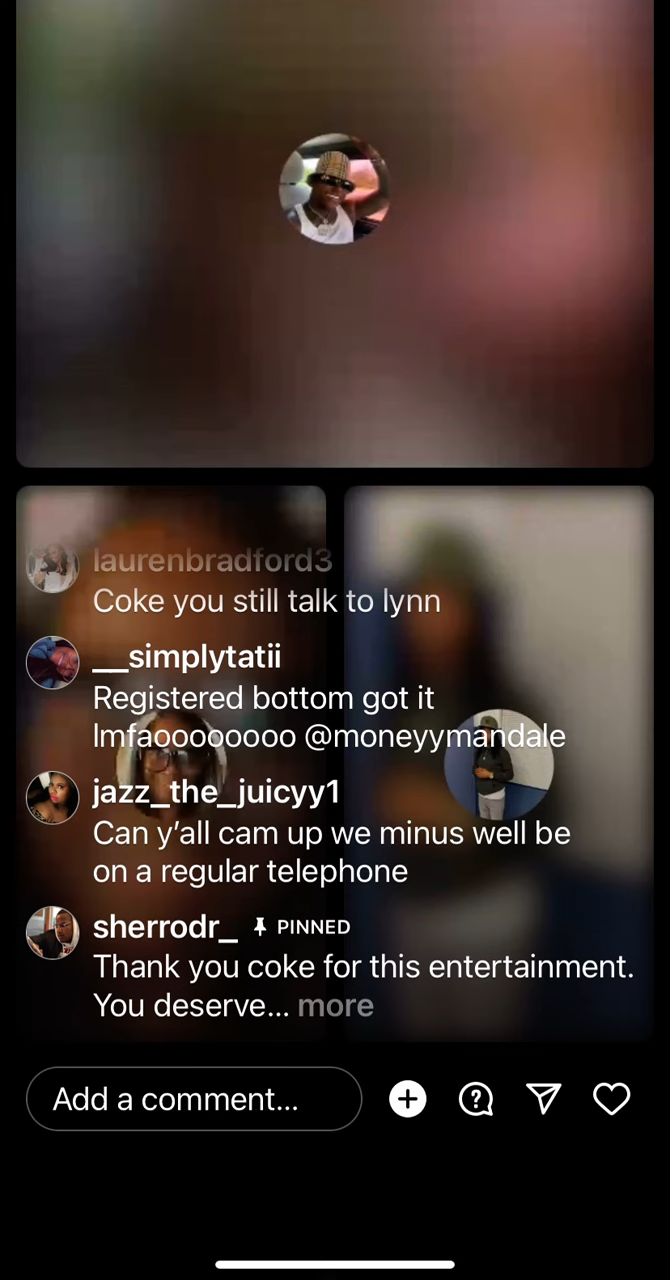 laurenbradford3
Coke you still talk to lynn
__simplytatii
Registered bottom got it
lmfaoooooooo @moneyymandale
jazz_the_juicyy1
Can y’all cam up we minus well be
on a regular telephone
sherrodr_ PINNED
Thank you coke for this entertainment.
You deserve... more
Add a comment...